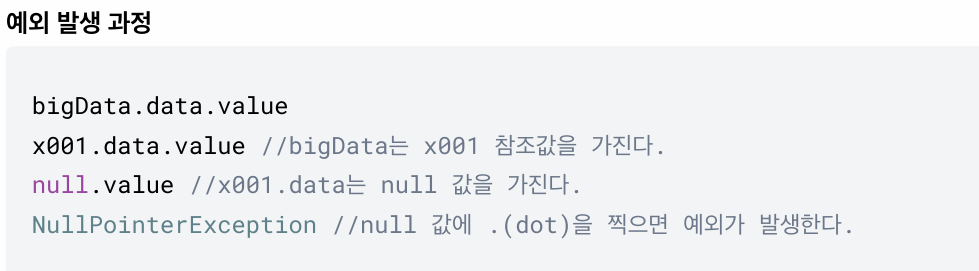 예외 발생 과정
bigData.data.value
x001.data.value //bigData는 x001 참조값을 가진다.
null.value //x001.data는 null 값을 가진다.
NullPointerException //null 값에 .(dot)을 찍으면 예외가 발생한다.